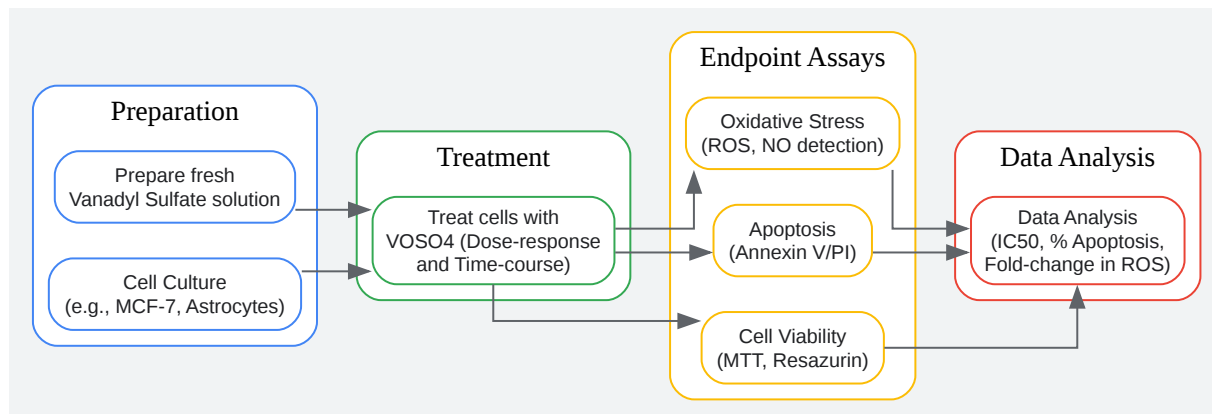 Preparation
Prepare fresh
Vanadyl Sulfate solution
Cell Culture
(e.g., MCF-7, Astrocytes)
Treatment
Treat cells with
VOSO4 (Dose-response
and Time-course)
Endpoint Assays
Oxidative Stress
(ROS, NO detection)
Apoptosis
(Annexin V/PI)
Cell Viability
(MTT, Resazurin)
Data Analysis
Data Analysis
(IC50, % Apoptosis,
Fold-change in ROS)